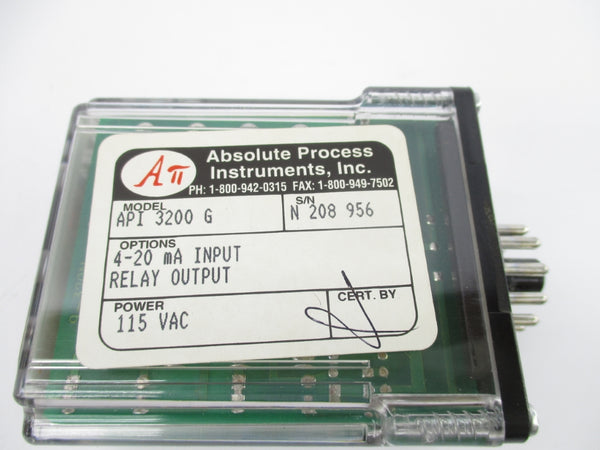 Aπ
Absolute Process
Instruments, Inc.
PH: 1-800-942-0315 FAX: 1-800-949-7502
MODEL
API 3200 G
S/N
N 208 956
OPTIONS
4-20 mA INPUT
RELAY OUTPUT
POWER
115 VAC
CERT. BY